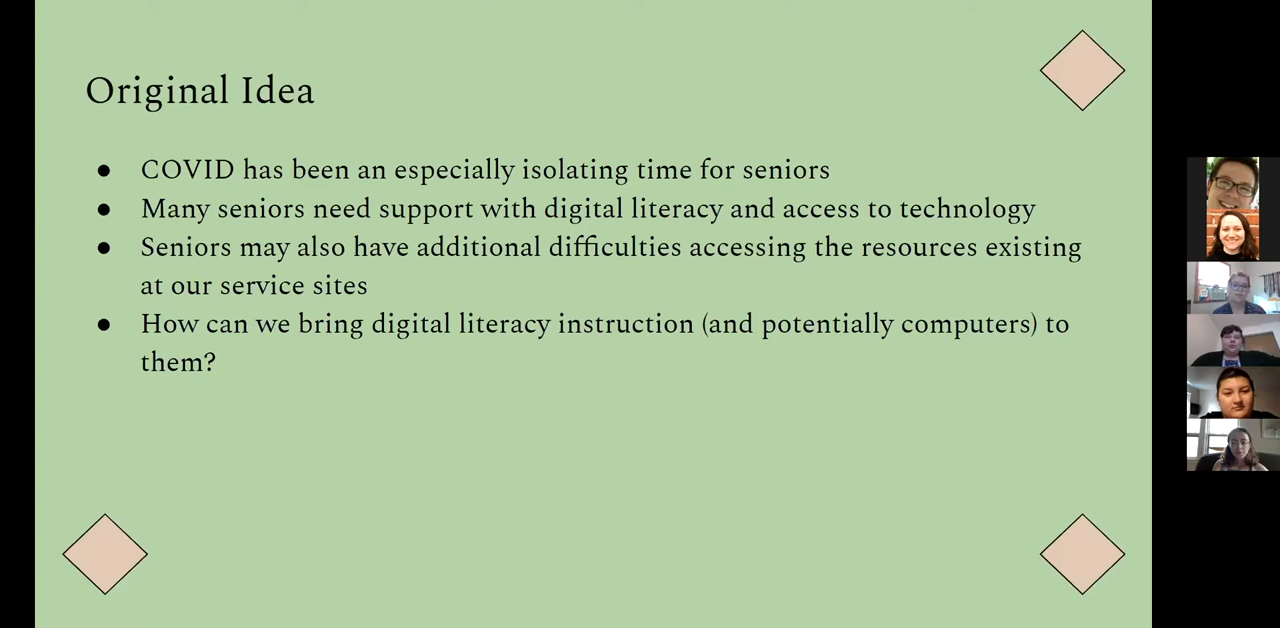 Original Idea
● COVID has been an especially isolating time for seniors
● Many seniors need support with digital literacy and access to technology
● Seniors may also have additional difficulties accessing the resources existing
at our service sites
● How can we bring digital literacy instruction (and potentially computers) to
them?